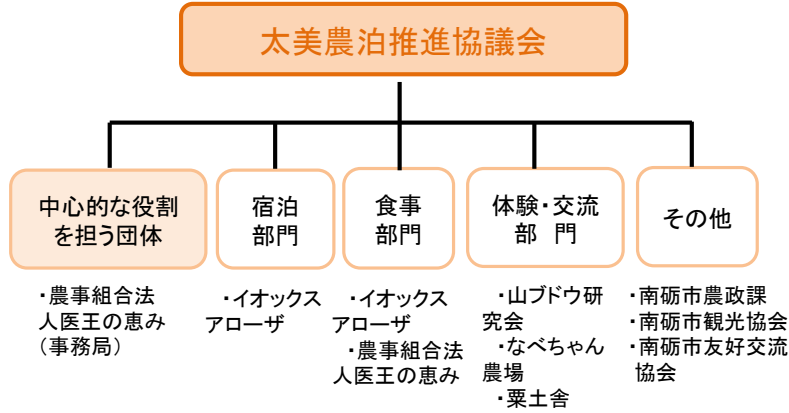 太美農泊推進協議会
中心的な役割
を担う団体
・農事組合法
人医王の恵み
（事務局）
宿泊
部門
・イオックス
アローザ
食事
部門
・イオックス
アローザ
・農事組合法
人医王の恵み
体験・交流
部 門
・山ブドウ研
究会
・なべちゃん
農場
・粟土舎
その他
・南砺市農政課
・南砺市観光協会
・南砺市友好交流
協会